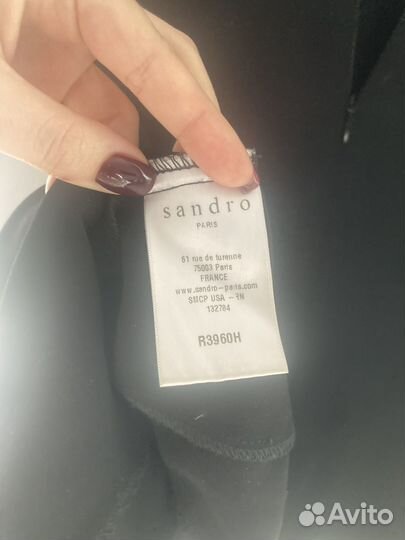 sandro
PARIS
61 rue de turenne
75003 Paris
FRANCE
www.sandro-paris.com
SMCP USA - RN
132784
R3960H
Avito